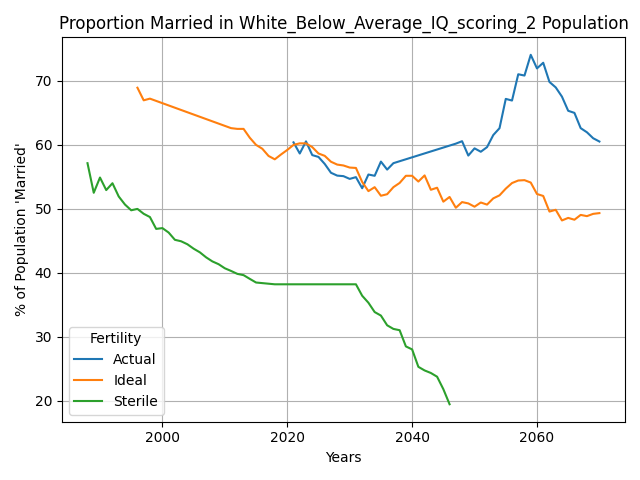 Proportion Married in White_Below_Average_IQ_scoring_2 Population
% of Population 'Married'
70
60
50
40
30
20
Fertility
Actual
Ideal
Sterile
2000
2020
2040
2060
Years